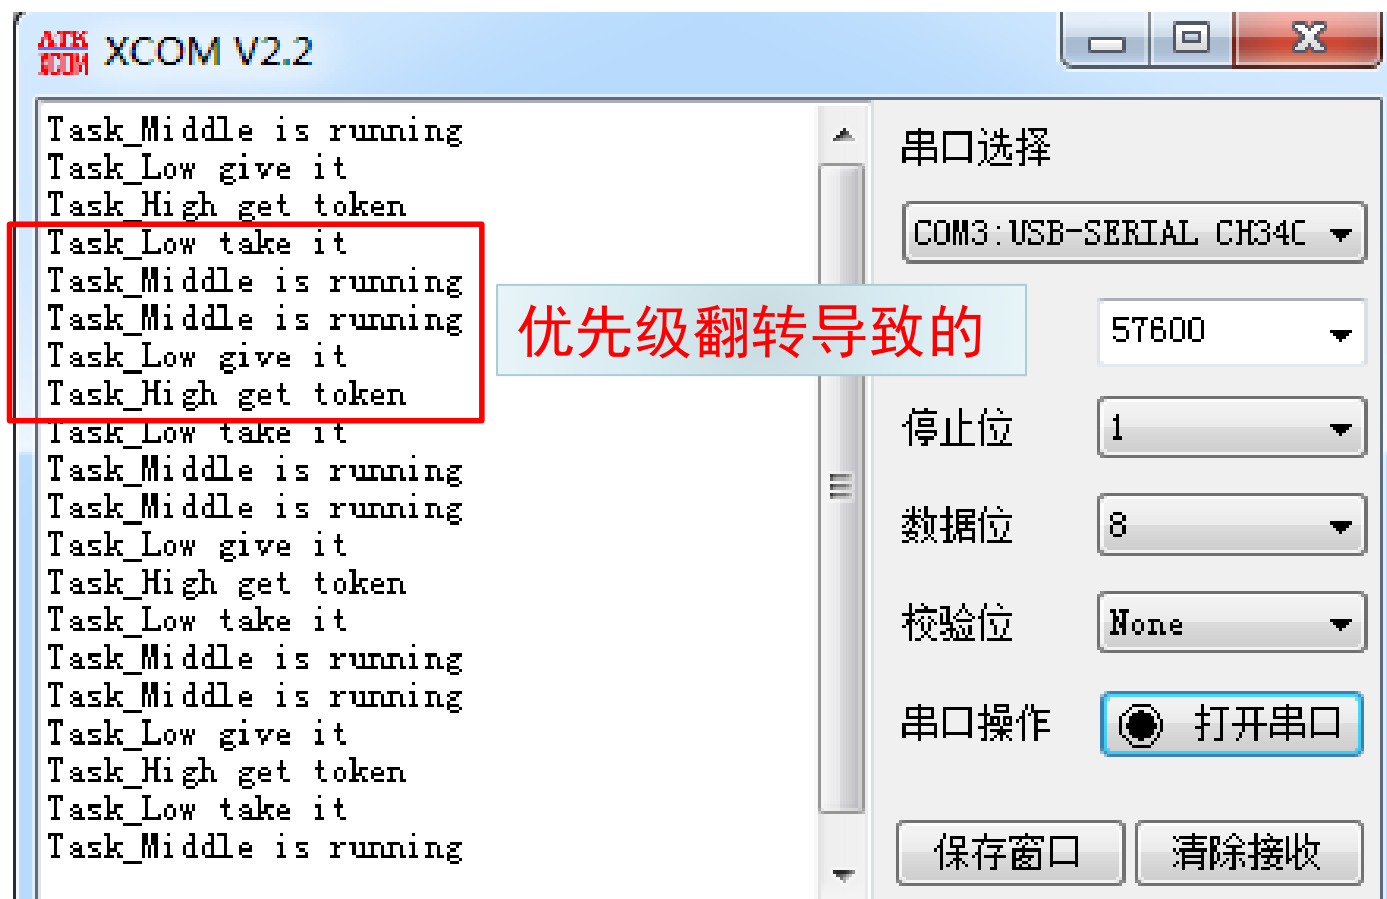 ATK
XCOM
XCOM V2.2
Task_Middle is running
Task_Low give it
Task_High get token
Task_Low take it
Task_Middle is running
Task_Middle is running
Task_Low give it
Task_High get token
Task_Low take it
Task_Middle is running
Task_Middle is running
Task_Low give it
Task_High get token
Task_Low take it
Task_Middle is running
Task_Middle is running
Task_Low give it
Task_High get token
Task_Low take it
Task_Middle is running
优先级翻转导致的
串口选择
COM3:USB-SERIAL CH34
57600
停止位
1
数据位
8
校验位
None
串口操作
打开串口
保存窗口
清除接收